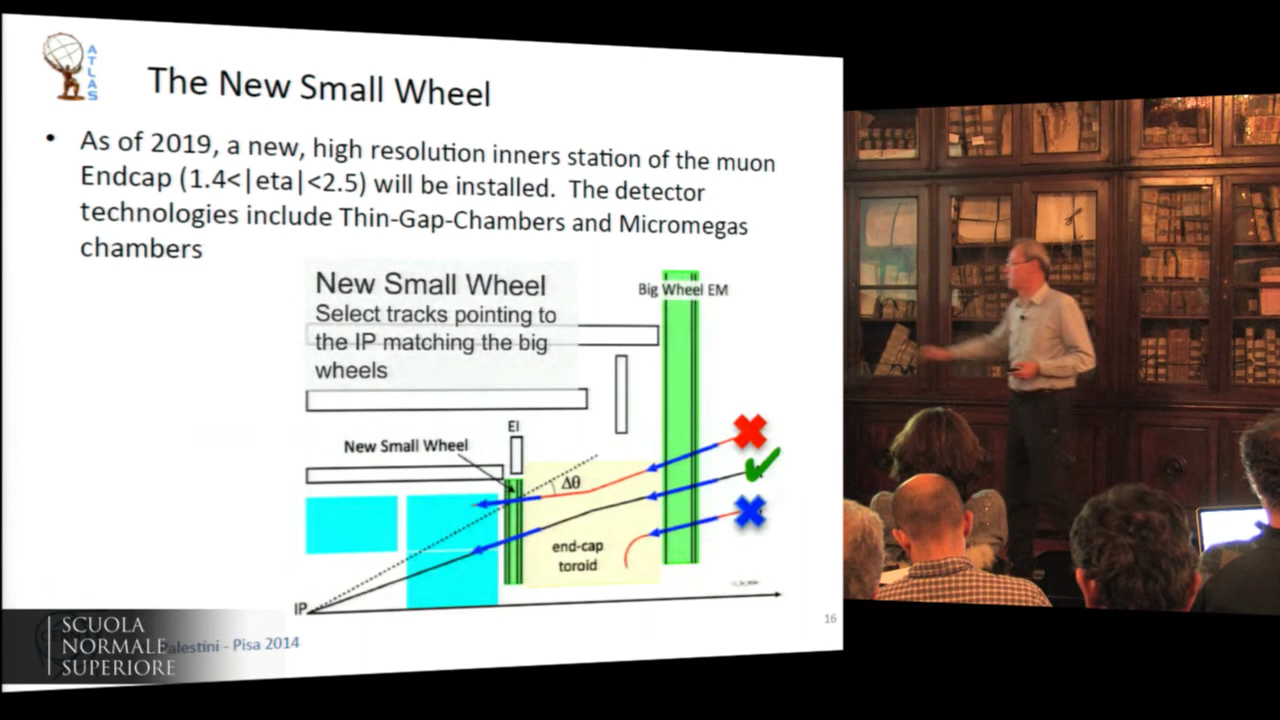 ATLAS
The New Small Wheel
• As of 2019, a new, high resolution inners station of the muon
Endcap (1.4<|eta|<2.5) will be installed. The detector
technologies include Thin-Gap-Chambers and Micromegas
chambers
New Small Wheel
Select tracks pointing to
the IP matching the big
wheels
Big Wheel EM
EI
New Small Wheel
Δθ
end-cap
toroid
IP
16
Palestini - Pisa 2014
SCUOLA
NORMALE
SUPERIORE